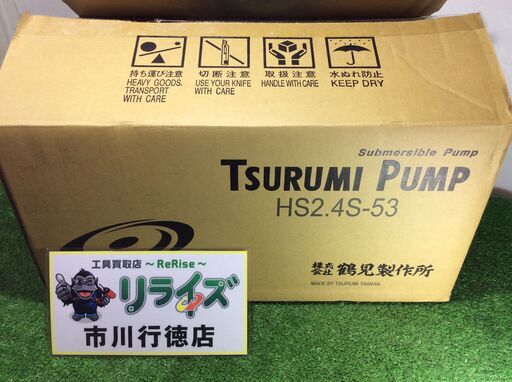 持ち運び注意
HEAVY GOODS.
TRANSPORT
WITH CARE
切断注意
USE YOUR KNIFE
WITH CARE
取扱注意
HANDLE WITH CARE
水ぬれ防止
KEEP DRY
Submersible Pump
TSURUMI PUMP
HS2.4S-53
株式会社 鶴見製作所
MADE BY TSURUMI TAIWAN
工具買取店 ～ReRise～
リライズ
市川行徳店